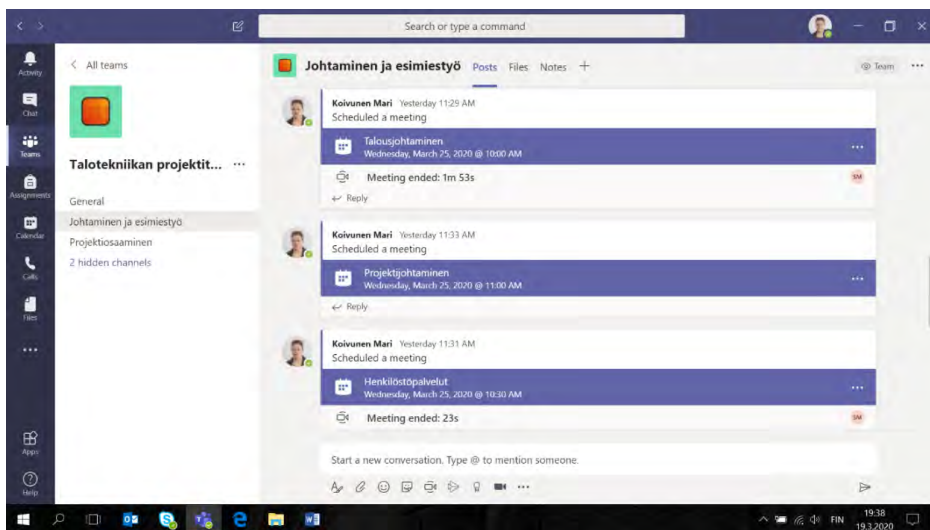 Search or type a command
Activity
Chat
Teams
Assignments
Calendar
Calls
Files
Apps
Help
All teams
Talotekniikan projektit...
General
Johtaminen ja esimiestyö
Projektiosaaminen
2 hidden channels
Johtaminen ja esimiestyö Posts Files Notes
Team
Koivunen Mari Yesterday 11:29 AM
Scheduled a meeting
Talousjohtaminen
Wednesday, March 25, 2020 @ 10:00 AM
Meeting ended: 1m 53s
Reply
Koivunen Mari Yesterday 11:33 AM
Scheduled a meeting
Projektijohtaminen
Wednesday, March 25, 2020 @ 11:00 AM
Reply
Koivunen Mari Yesterday 11:31 AM
Scheduled a meeting
Henkilöstöpalvelut
Wednesday, March 25, 2020 @ 10:30 AM
Meeting ended: 23s
Start a new conversation. Type @ to mention someone.
FIN
19:38
19.3.2020